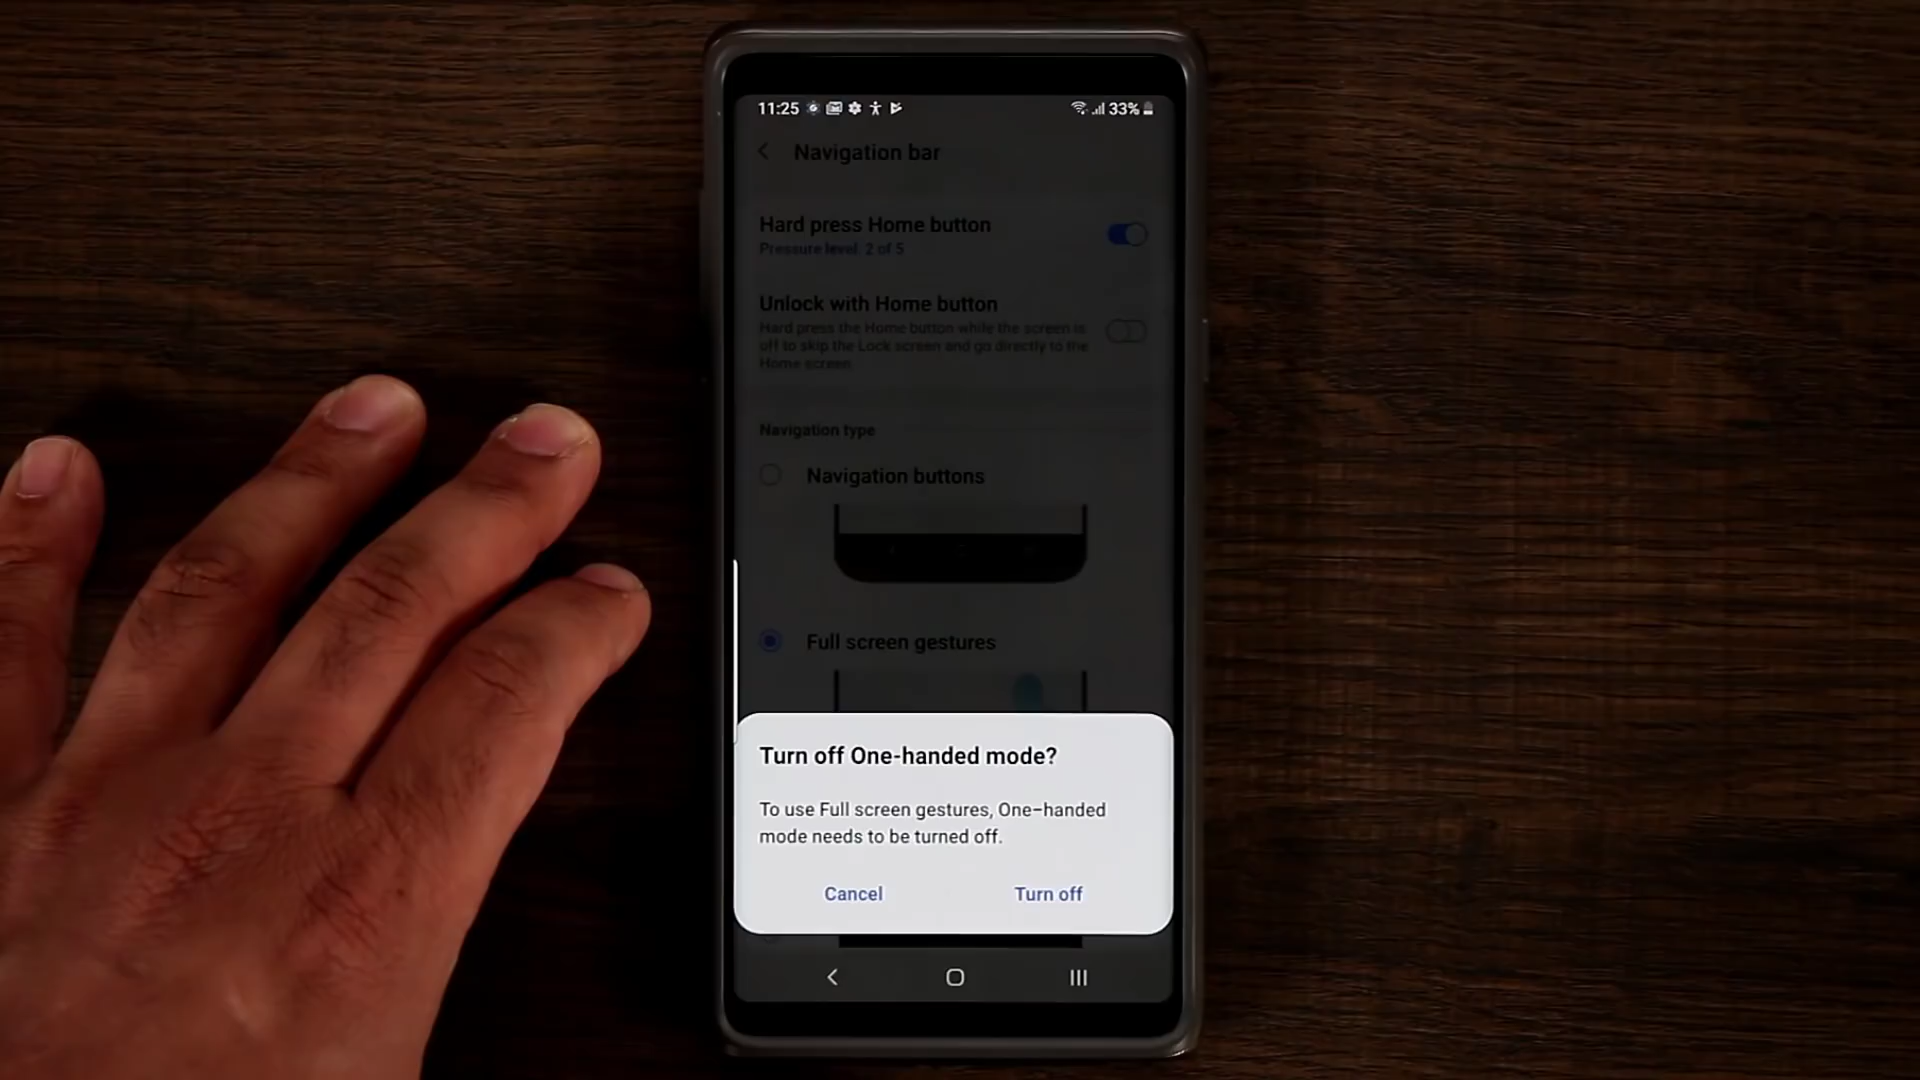 11:25 33%
Navigation bar
Hard press Home button
Pressure level: 2 of 5
Unlock with Home button
Hard press the Home button while the screen is
off to skip the Lock screen and go directly to the
Home screen.
Navigation type
Navigation buttons
Full screen gestures
Turn off One-handed mode?
To use Full screen gestures, One-handed
mode needs to be turned off.
Cancel Turn off